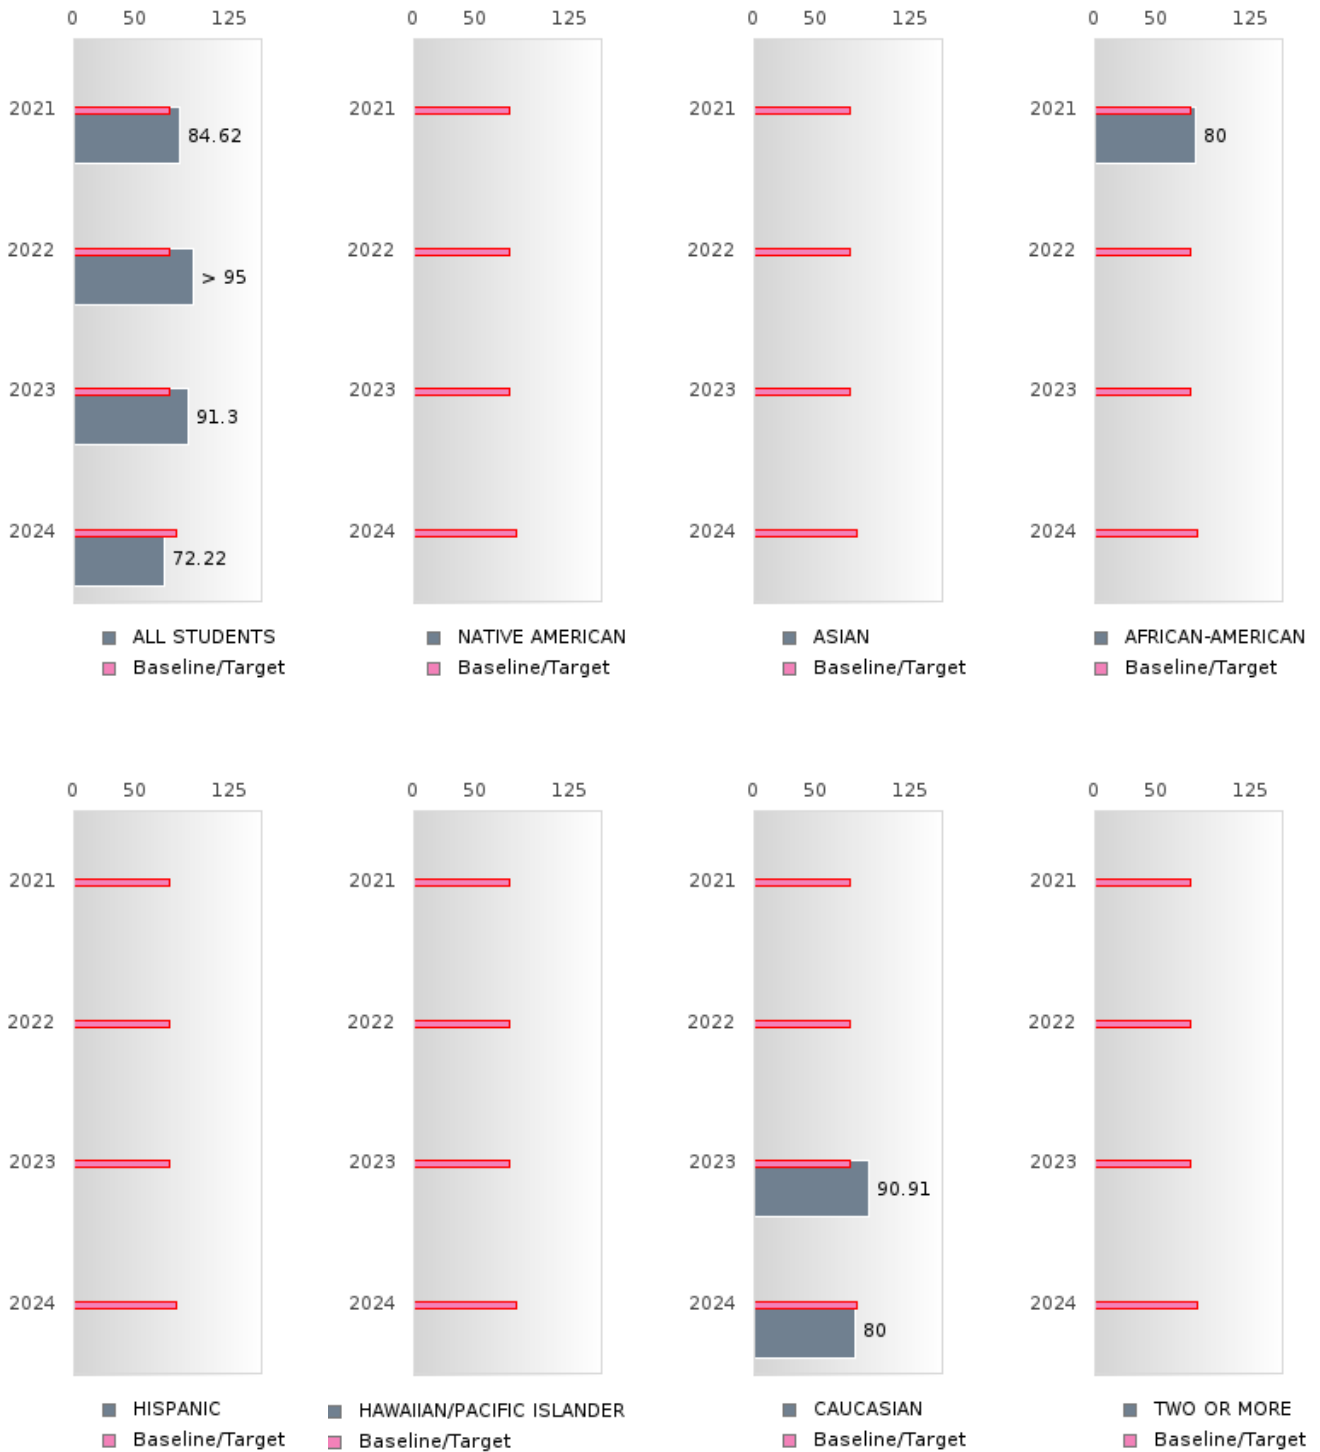 0 50 125 0 50 125 0 50 125 0 50 125
2021 84.62 2021 2021 2021 80
2022 > 95 2022 2022 2022
2023 91.3 2023 2023 2023
2024 72.22 2024 2024 2024
ALL STUDENTS NATIVE AMERICAN ASIAN AFRICAN-AMERICAN
Baseline/Target Baseline/Target Baseline/Target Baseline/Target
0 50 125 0 50 125 0 50 125 0 50 125
2021 2021 2021 2021
2022 2022 2022 2022
2023 2023 2023 90.91 2023
2024 2024 2024 80 2024
HISPANIC HAWAIIAN/PACIFIC ISLANDER CAUCASIAN TWO OR MORE
Baseline/Target Baseline/Target Baseline/Target Baseline/Target